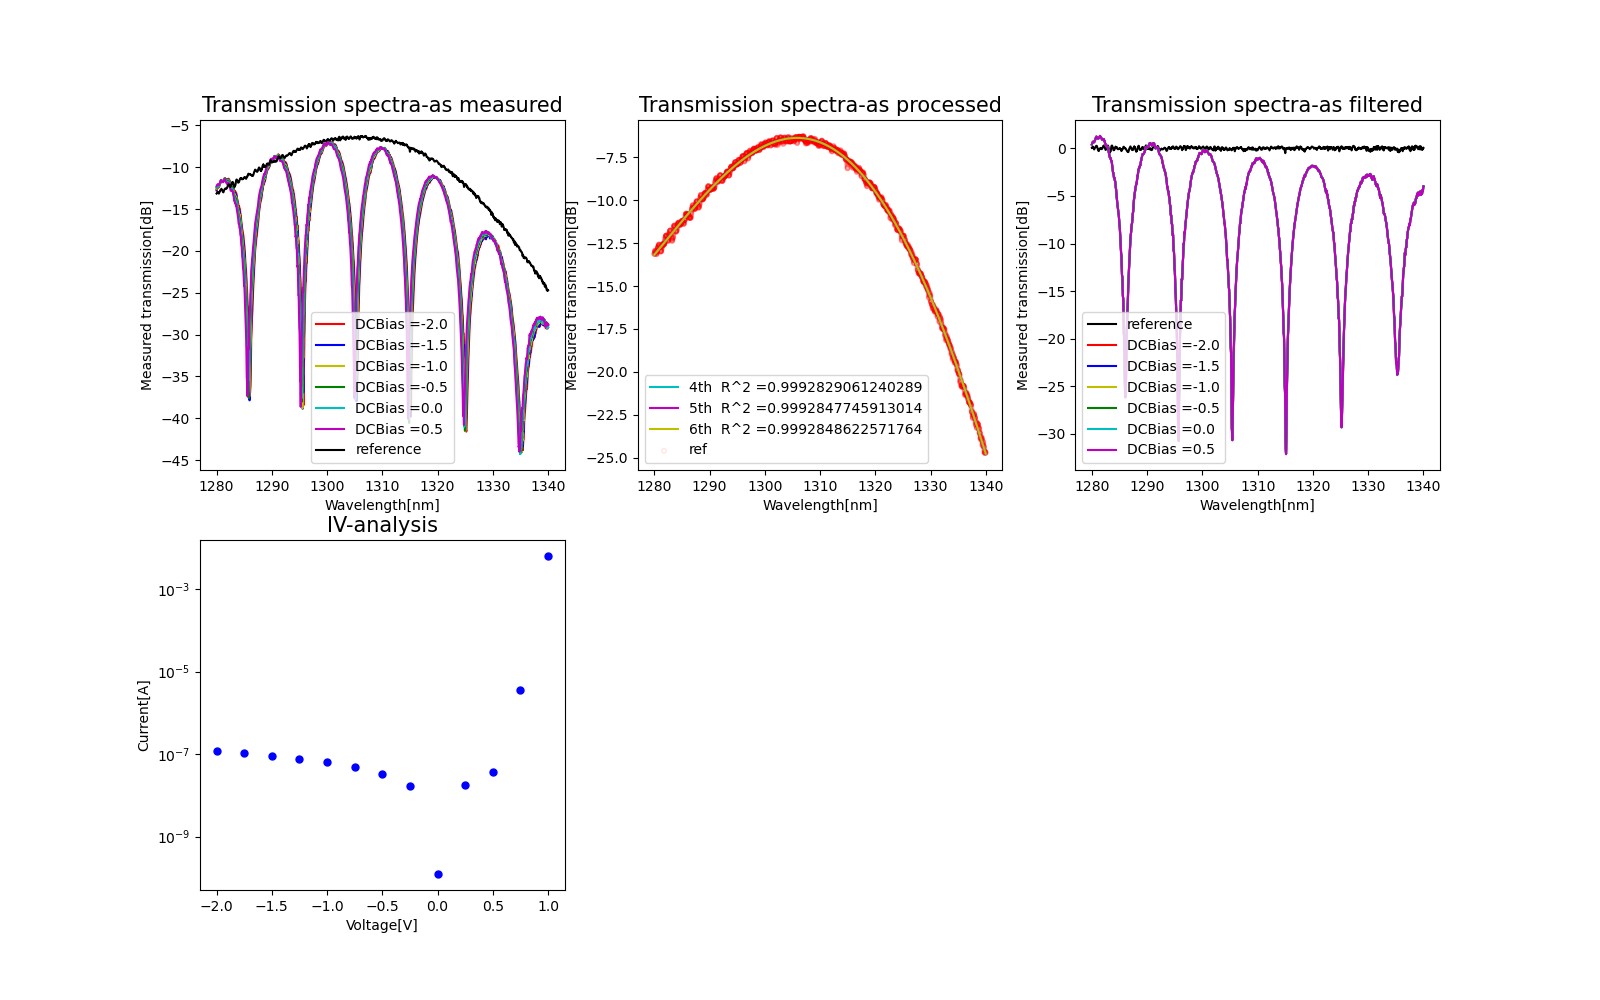 Transmission spectra-as measured
Measured transmission[dB]
−5
−10
−15
−20
−25
−30
−35
−40
−45
DCBias =-2.0
DCBias =-1.5
DCBias =-1.0
DCBias =-0.5
DCBias =0.0
DCBias =0.5
reference
1280 1290 1300 1310 1320 1330 1340
Wavelength[nm]
Transmission spectra-as processed
Measured transmission[dB]
−7.5
−10.0
−12.5
−15.0
−17.5
−20.0
−22.5
−25.0
4th R^2 =0.9992829061240289
5th R^2 =0.9992847745913014
6th R^2 =0.9992848622571764
ref
1280 1290 1300 1310 1320 1330 1340
Wavelength[nm]
Transmission spectra-as filtered
Measured transmission[dB]
0
−5
−10
−15
−20
−25
−30
reference
DCBias =-2.0
DCBias =-1.5
DCBias =-1.0
DCBias =-0.5
DCBias =0.0
DCBias =0.5
1280 1290 1300 1310 1320 1330 1340
Wavelength[nm]
IV-analysis
Current[A]
10⁻³
10⁻⁵
10⁻⁷
10⁻⁹
−2.0 −1.5 −1.0 −0.5 0.0 0.5 1.0
Voltage[V]